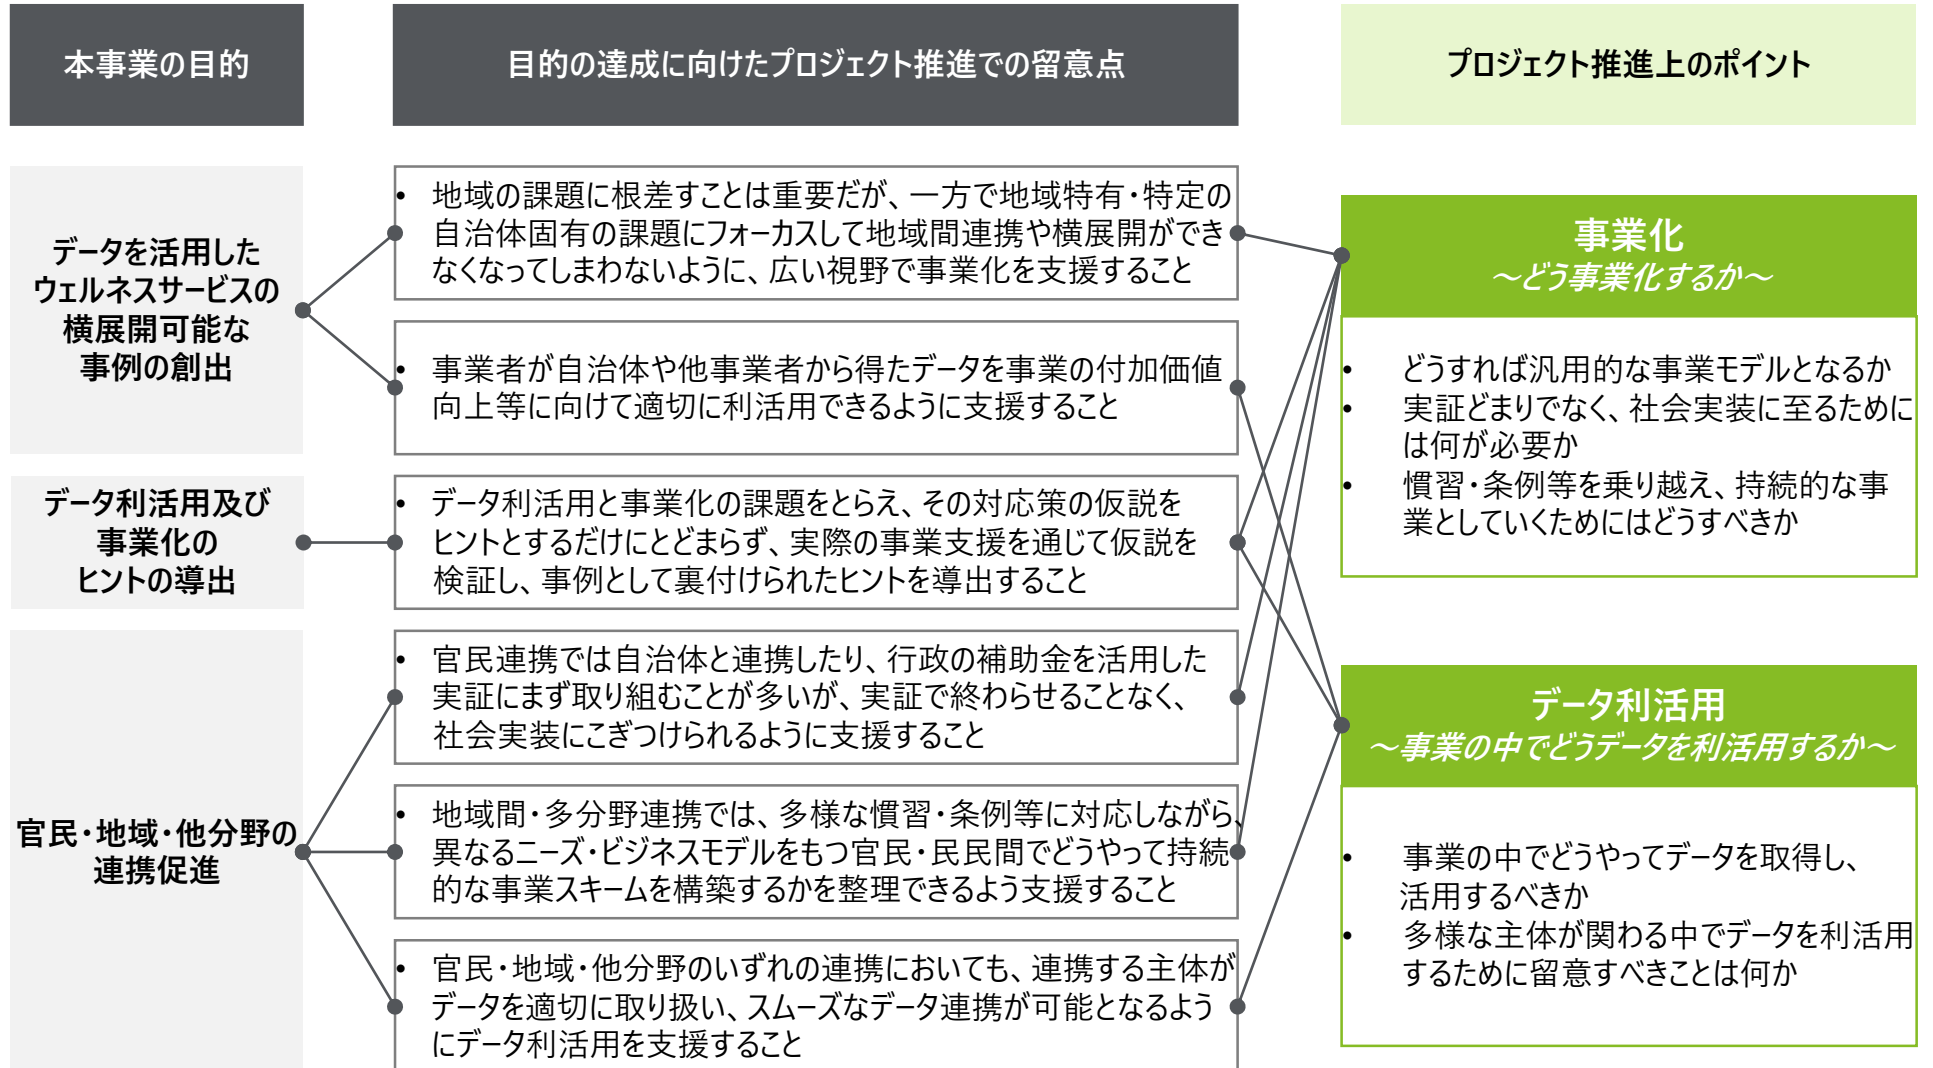 本事業の目的
目的の達成に向けたプロジェクト推進での留意点
プロジェクト推進上のポイント
データを活用した
ウェルネスサービスの
横展開可能な
事例の創出
• 地域の課題に根差すことは重要だが、一方で地域特有・特定の
自治体固有の課題にフォーカスして地域間連携や横展開ができ
なくなってしまわないように、広い視野で事業化を支援すること
• 事業者が自治体や他事業者から得たデータを事業の付加価値
向上等に向けて適切に利活用できるように支援すること
データ利活用及び
事業化の
ヒントの導出
• データ利活用と事業化の課題をとらえ、その対応策の仮説を
ヒントとするだけにとどまらず、実際の事業支援を通じて仮説を
検証し、事例として裏付けられたヒントを導出すること
官民・地域・他分野の
連携促進
• 官民連携では自治体と連携したり、行政の補助金を活用した
実証にまず取り組むことが多いが、実証で終わらせることなく、
社会実装にこぎつけられるように支援すること
• 地域間・多分野連携では、多様な慣習・条例等に対応しながら、
異なるニーズ・ビジネスモデルをもつ官民・民民間でどうやって持続
的な事業スキームを構築するかを整理できるよう支援すること
• 官民・地域・他分野のいずれの連携においても、連携する主体が
データを適切に取り扱い、スムーズなデータ連携が可能となるよう
にデータ利活用を支援すること
事業化
～どう事業化するか～
• どうすれば汎用的な事業モデルとなるか
• 実証どまりでなく、社会実装に至るために
は何が必要か
• 慣習・条例等を乗り越え、持続的な事
業としていくためにはどうすべきか
データ利活用
～事業の中でどうデータを利活用するか～
• 事業の中でどうやってデータを取得し、
活用するべきか
• 多様な主体が関わる中でデータを利活用
するために留意すべきことは何か